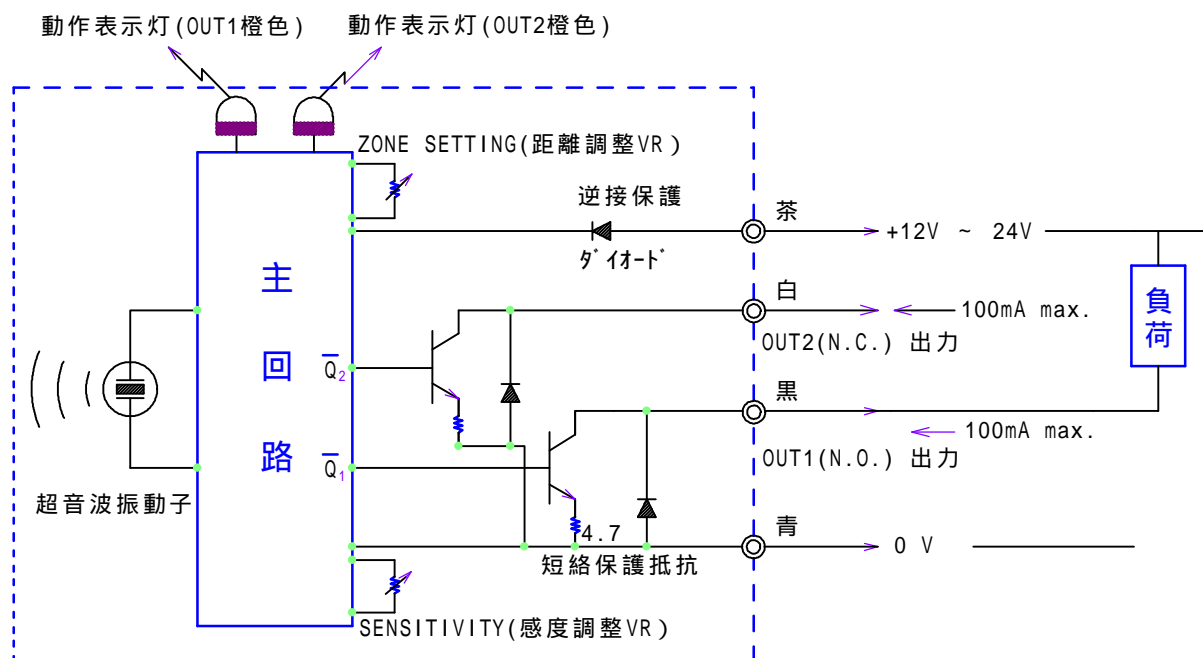 動作表示灯(OUT1橙色)
動作表示灯(OUT2橙色)
ZONE SETTING(距離調整VR)
逆接保護
ダイオード
茶
+12V ~ 24V
主回路
白
100mA max.
OUT2(N.C.) 出力
負荷
Q̅2
黒
100mA max.
OUT1(N.O.) 出力
Q̅1
超音波振動子
4.7
短絡保護抵抗
青
0 V
SENSITIVITY(感度調整VR)